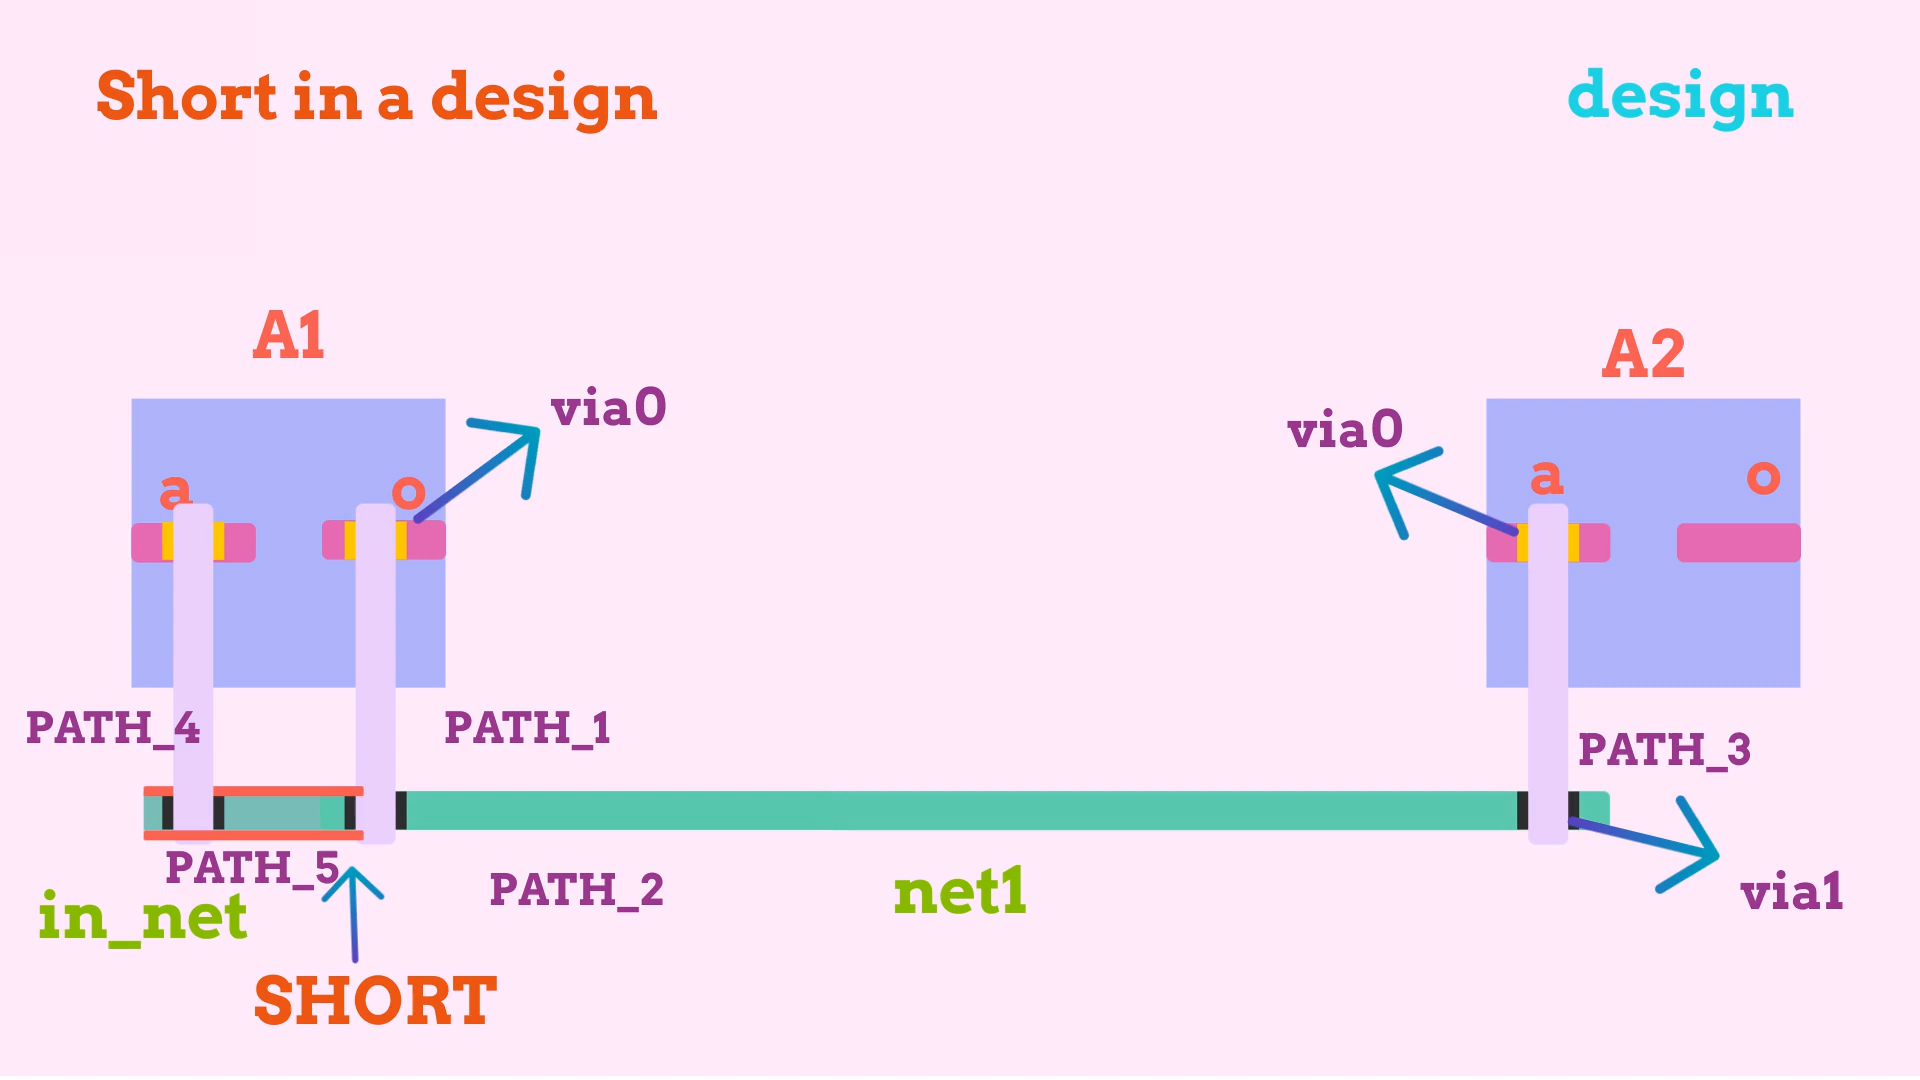 Short in a design
design
A1
A2
via0
via0
a
o
a
o
PATH_4
PATH_1
PATH_3
PATH_5
PATH_2
net1
via1
in_net
SHORT